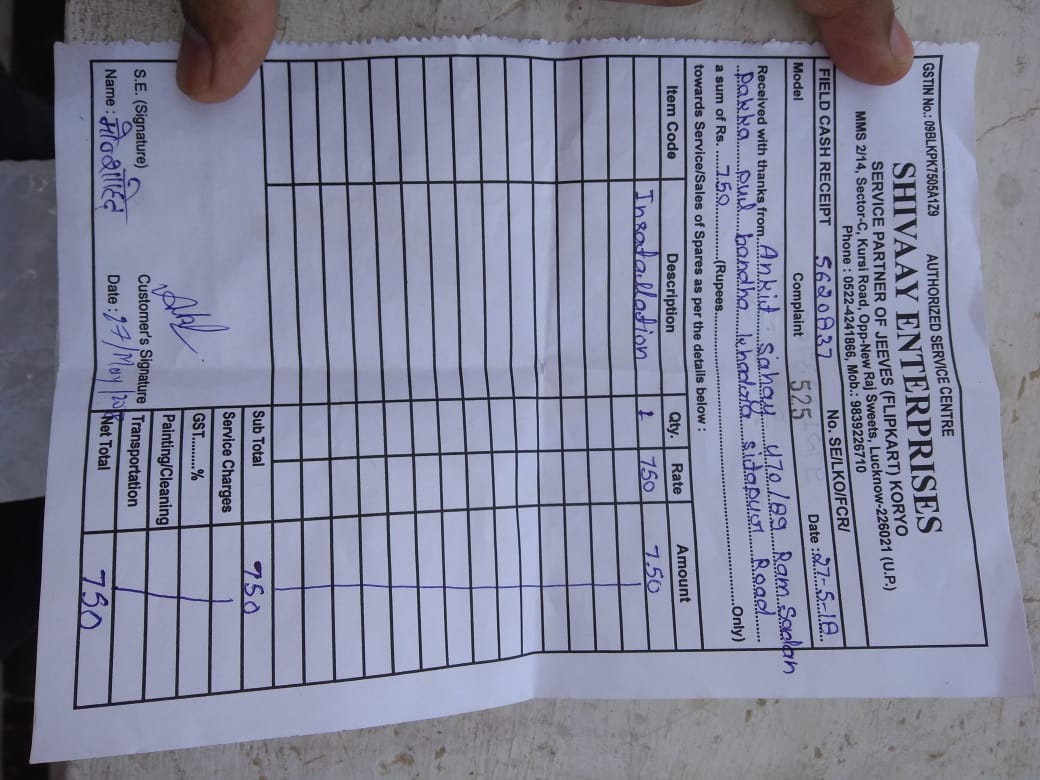 GSTIN No.: 09BLKPK7505A1Z9 AUTHORIZED SERVICE CENTRE
SHIVAAY ENTERPRISES
SERVICE PARTNER OF JEEVES (FLIPKART) KORYO
MMS 2/14, Sector-C, Kursi Road, Opp-New Raj Sweets, Lucknow-226021 (U.P.)
Phone : 0522-4241866, Mob.: 9839226710
FIELD CASH RECEIPT 5620837 No. SE/LKO/FCR/
Model Complaint 525 Date : 27-5-18
Received with thanks from Ankit Sahay 470/89 Ram Sadan
Pakka pul bandha khadra sitapur Road
a sum of Rs. 750 (Rupees Only)
towards Service/Sales of Spares as per the details below :
Item Code Description Qty. Rate Amount
Insatallation 1 750 750
Sub Total 750
Service Charges
GST.........%
Painting/Cleaning
S.E. (Signature) Customer's Signature Transportation
Name : मो० शाहिद Date : 27/May/ Net Total 750